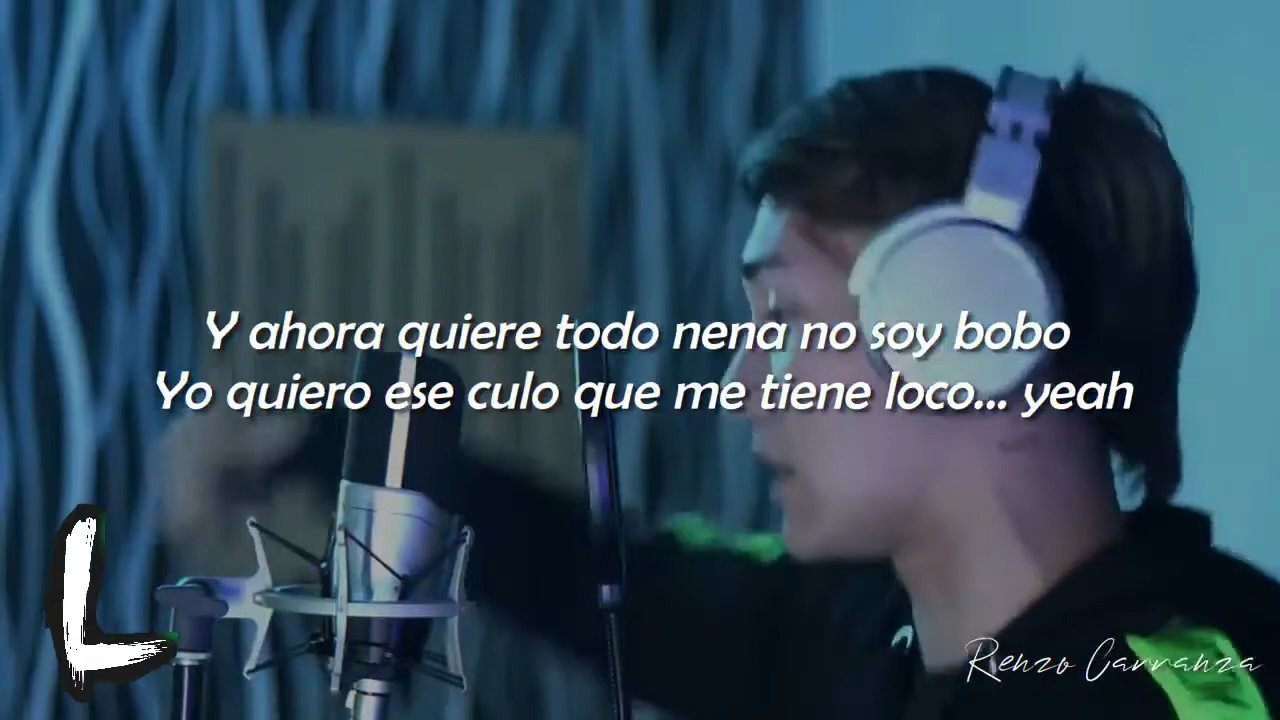 Y ahora quiere todo nena no soy bobo
Yo quiero ese culo que me tiene loco... yeah
L
Renzo Carranza